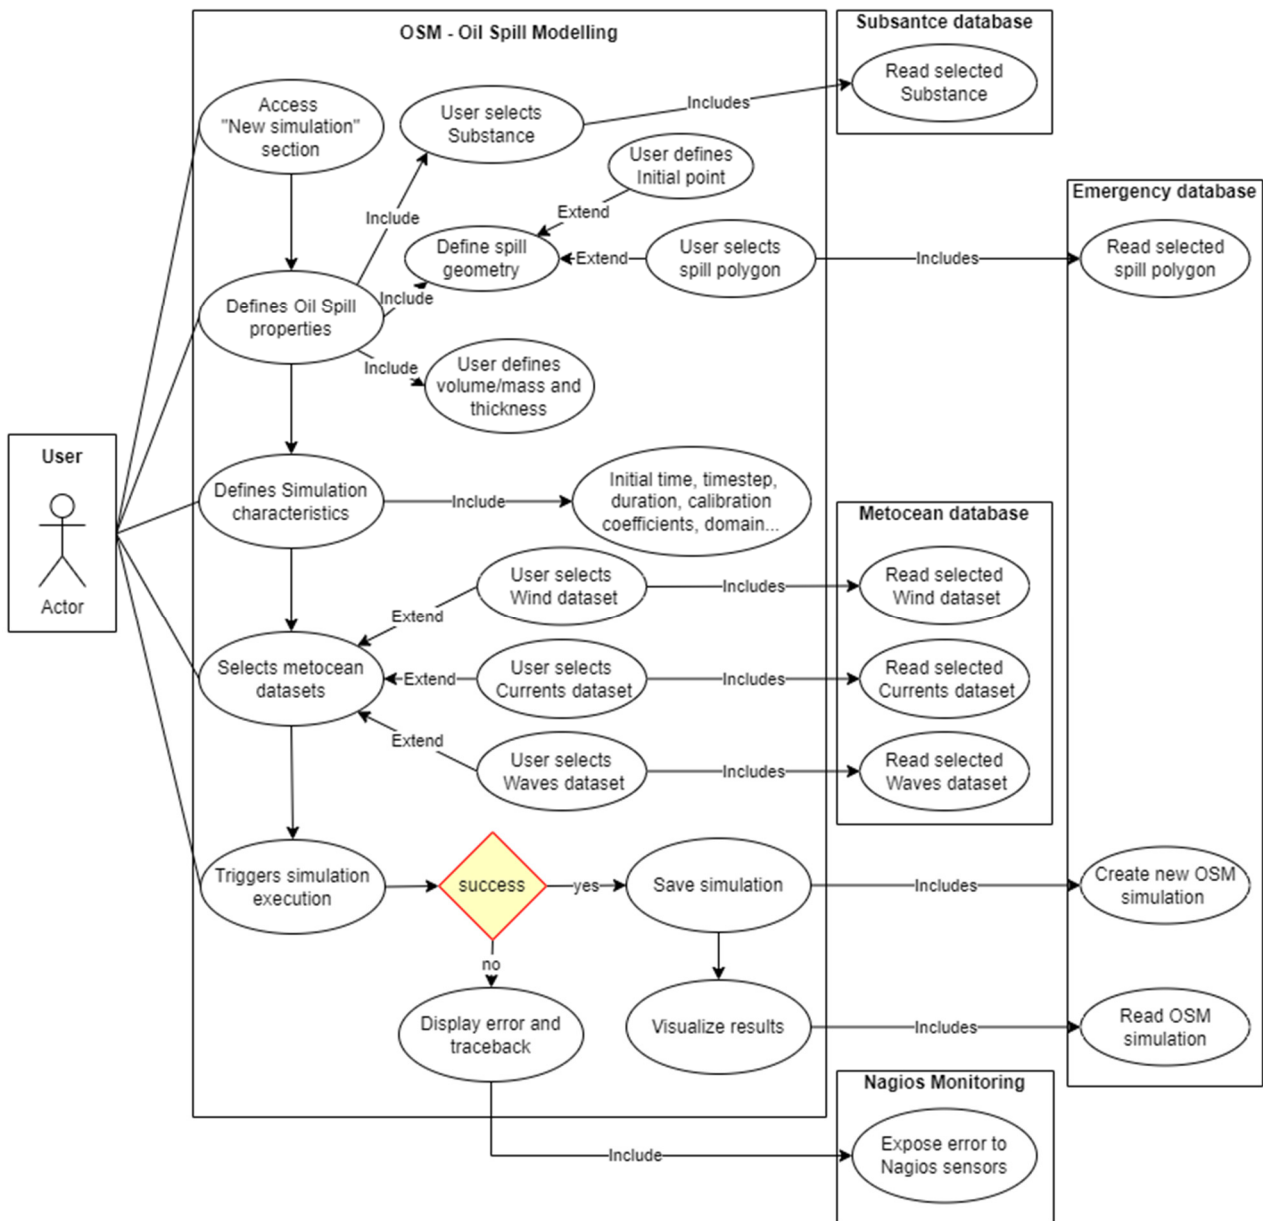 OSM - Oil Spill Modelling
Subsantce database
Access
"New simulation"
section
User selects
Substance
Includes
Read selected
Substance
User defines
Initial point
Emergency database
Include
Extend
Define spill
geometry
Extend
User selects
spill polygon
Includes
Read selected
spill polygon
Defines Oil Spill
properties
Include
Include
User defines
volume/mass and
thickness
User
Actor
Defines Simulation
characteristics
Include
Initial time, timestep,
duration, calibration
coefficients, domain...
Metocean database
User selects
Wind dataset
Includes
Read selected
Wind dataset
Extend
Selects metocean
datasets
Extend
User selects
Currents dataset
Includes
Read selected
Currents dataset
Extend
User selects
Waves dataset
Includes
Read selected
Waves dataset
Triggers simulation
execution
success
yes
Save simulation
Includes
Create new OSM
simulation
no
Display error and
traceback
Visualize results
Includes
Read OSM
simulation
Nagios Monitoring
Include
Expose error to
Nagios sensors